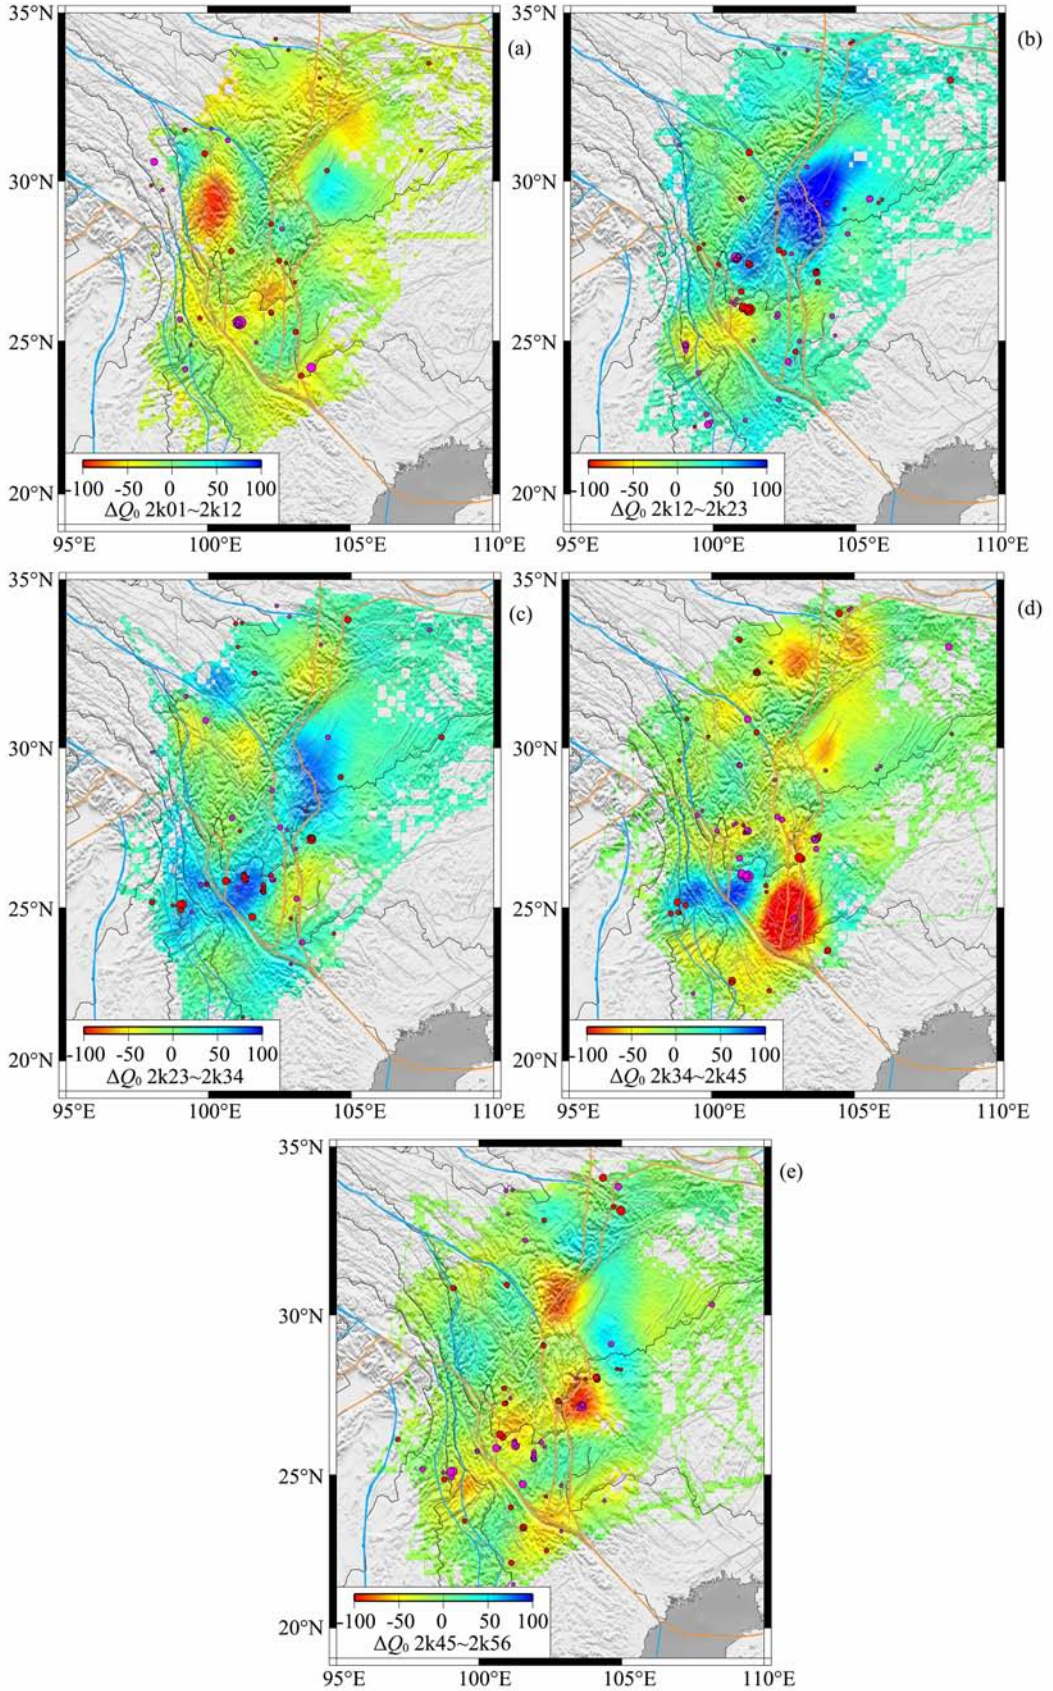 35°N
(a)
30°N
25°N
20°N
-100 -50 0 50 100
ΔQ₀ 2k01~2k12
95°E 100°E 105°E 110°E
35°N
(b)
30°N
25°N
20°N
-100 -50 0 50 100
ΔQ₀ 2k12~2k23
95°E 100°E 105°E 110°E
35°N
(c)
30°N
25°N
20°N
-100 -50 0 50 100
ΔQ₀ 2k23~2k34
95°E 100°E 105°E 110°E
35°N
(d)
30°N
25°N
20°N
-100 -50 0 50 100
ΔQ₀ 2k34~2k45
95°E 100°E 105°E 110°E
35°N
(e)
30°N
25°N
20°N
-100 -50 0 50 100
ΔQ₀ 2k45~2k56
95°E 100°E 105°E 110°E